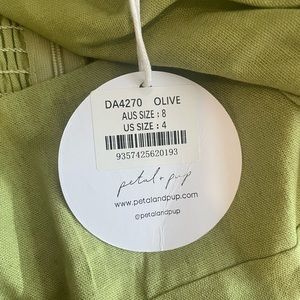 DA4270 OLIVE
AUS SIZE : 8
US SIZE : 4
9357425620193
petal + pup
www.petalandpup.com
@petalandpup